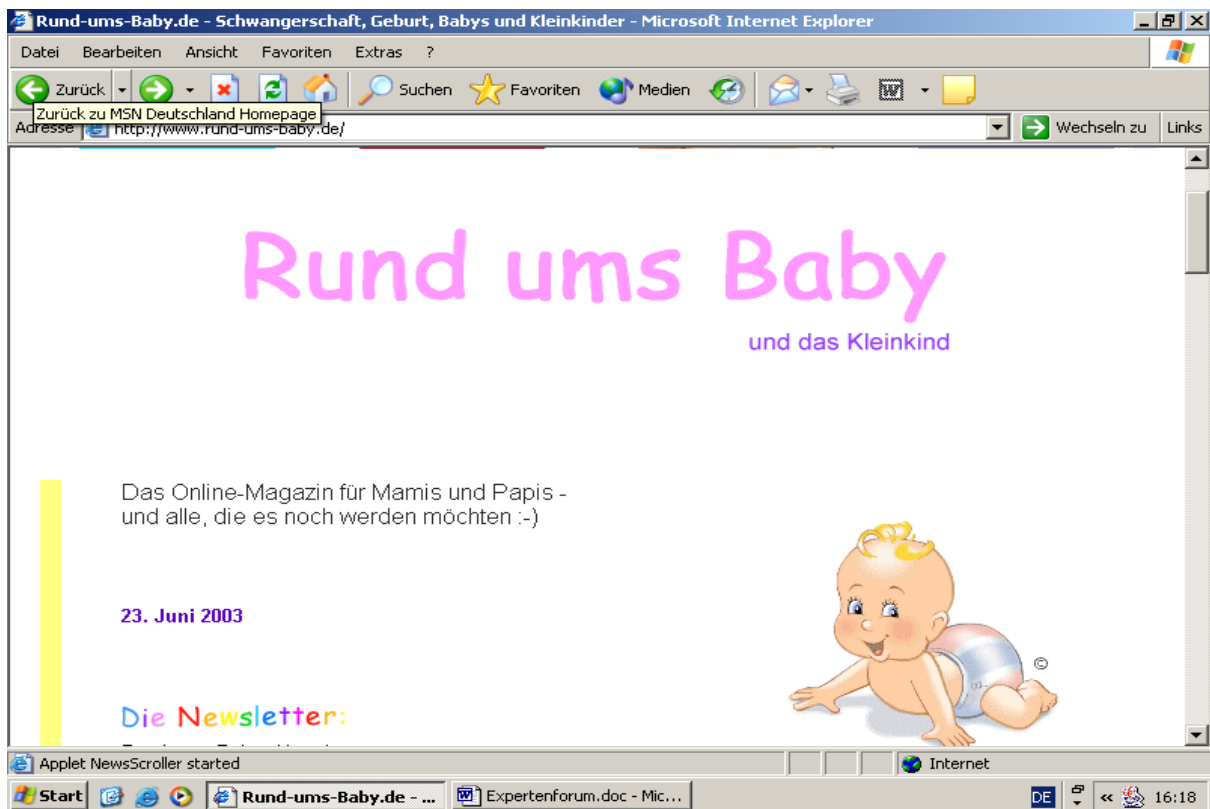 Rund-ums-Baby.de - Schwangerschaft, Geburt, Babys und Kleinkinder - Microsoft Internet Explorer
Datei Bearbeiten Ansicht Favoriten Extras ?
Zurück Suchen Favoriten Medien
Zurück zu MSN Deutschland Homepage
Adresse http://www.rund-ums-baby.de/ Wechseln zu Links
Rund ums Baby
und das Kleinkind
Das Online-Magazin für Mamis und Papis -
und alle, die es noch werden möchten :-)
23. Juni 2003
©
Die Newsletter:
Applet NewsScroller started Internet
Start Rund-ums-Baby.de - ... Expertenforum.doc - Mic... DE « 16:18